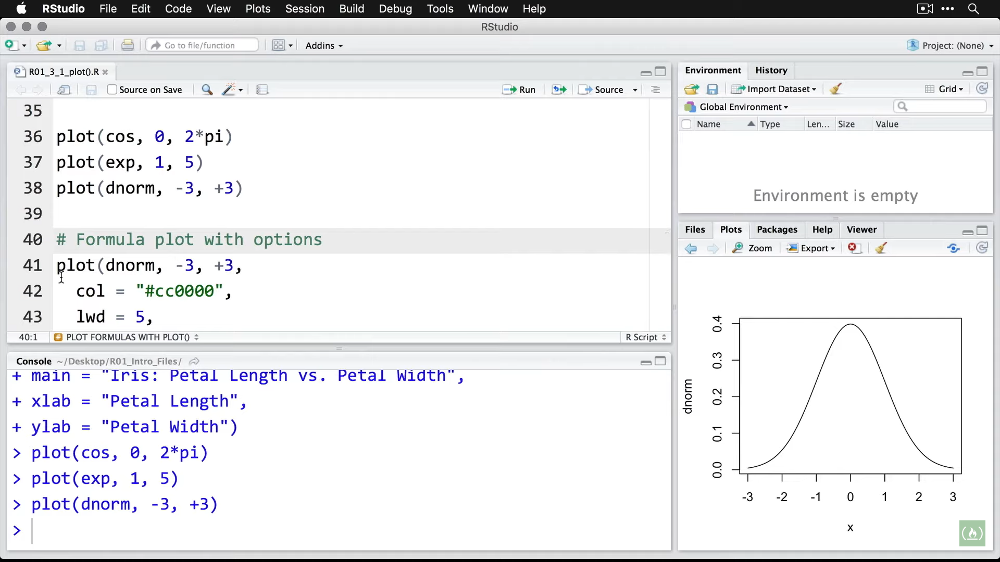 RStudio File Edit Code View Plots Session Build Debug Tools Window Help
RStudio
Go to file/function Addins Project: (None)
R01_3_1_plot().R
Source on Save Run Source
35
36 plot(cos, 0, 2*pi)
37 plot(exp, 1, 5)
38 plot(dnorm, -3, +3)
39
40 # Formula plot with options
41 plot(dnorm, -3, +3,
42 col = "#cc0000",
43 lwd = 5,
40:1 PLOT FORMULAS WITH PLOT() R Script
Console ~/Desktop/R01_Intro_Files/
+ main = "Iris: Petal Length vs. Petal Width",
+ xlab = "Petal Length",
+ ylab = "Petal Width")
> plot(cos, 0, 2*pi)
> plot(exp, 1, 5)
> plot(dnorm, -3, +3)
>
Environment History
Import Dataset Grid
Global Environment
Name Type Len... Size Value
Environment is empty
Files Plots Packages Help Viewer
Zoom Export
0.4
0.3
0.2
0.1
0.0
dnorm
-3 -2 -1 0 1 2 3
x